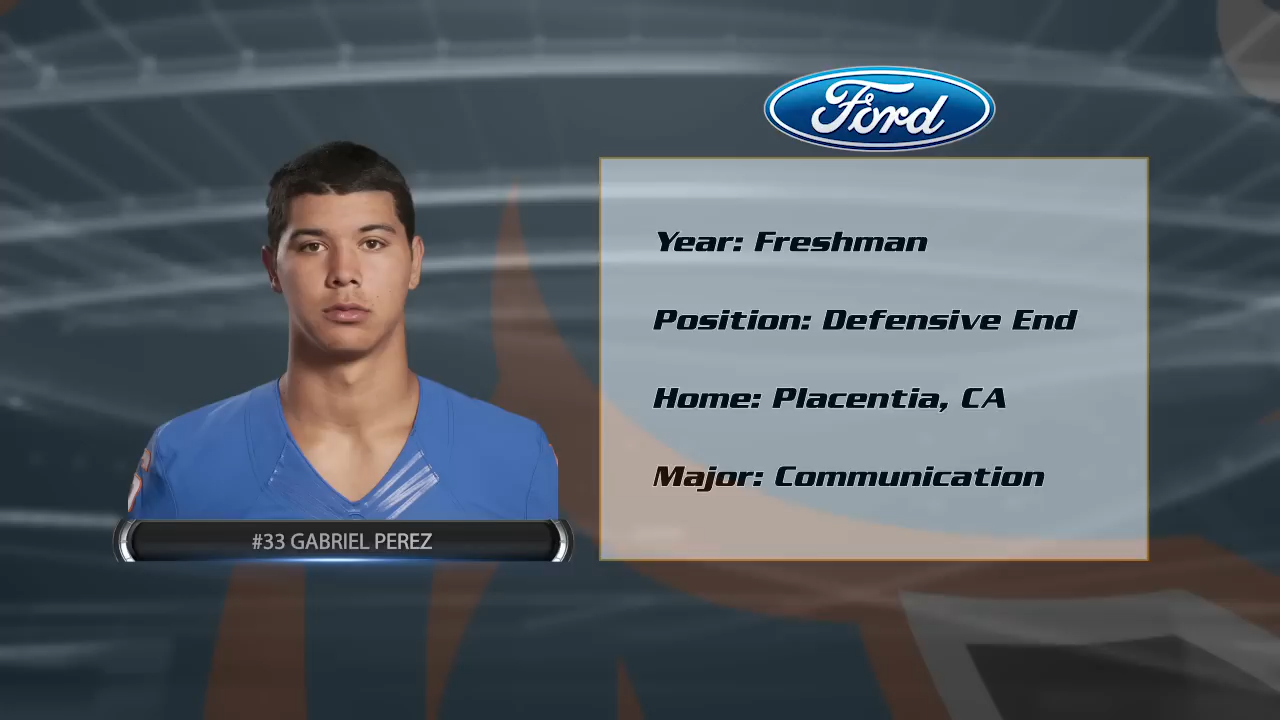 Ford
Year: Freshman
Position: Defensive End
Home: Placentia, CA
Major: Communication
#33 GABRIEL PEREZ